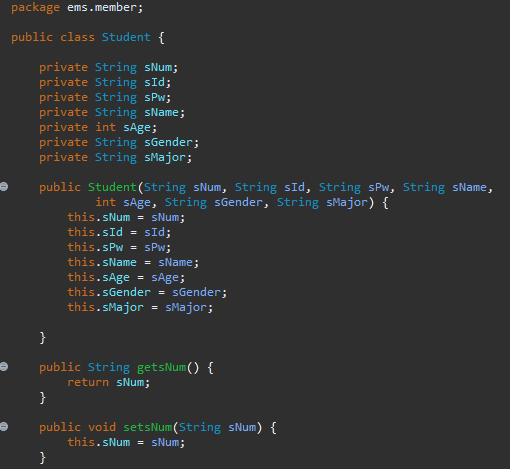 package ems.member;
public class Student {
private String sNum;
private String sId;
private String sPw;
private String sName;
private int sAge;
private String sGender;
private String sMajor;
public Student(String sNum, String sId, String sPw, String sName,
int sAge, String sGender, String sMajor) {
this.sNum = sNum;
this.sId = sId;
this.sPw = sPw;
this.sName = sName;
this.sAge = sAge;
this.sGender = sGender;
this.sMajor = sMajor;
}
public String getsNum() {
return sNum;
}
public void setsNum(String sNum) {
this.sNum = sNum;
}